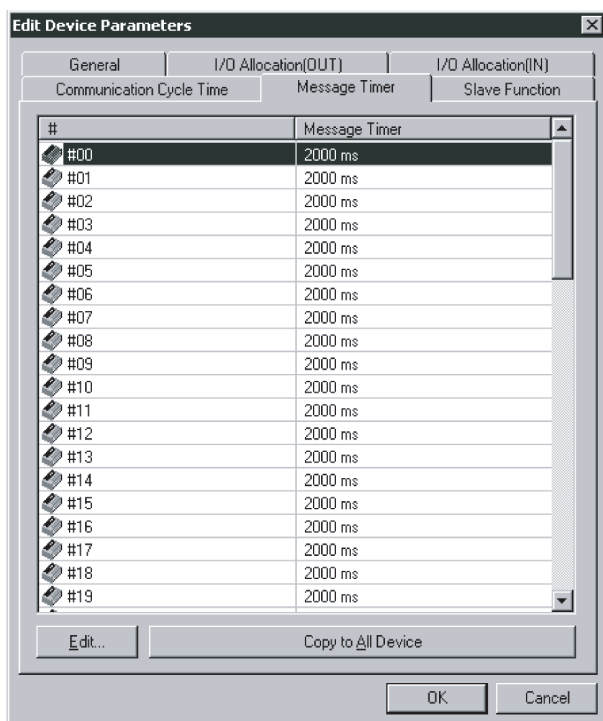 Edit Device Parameters
General I/O Allocation(OUT) I/O Allocation(IN)
Communication Cycle Time Message Timer Slave Function
# Message Timer
#00 2000 ms
#01 2000 ms
#02 2000 ms
#03 2000 ms
#04 2000 ms
#05 2000 ms
#06 2000 ms
#07 2000 ms
#08 2000 ms
#09 2000 ms
#10 2000 ms
#11 2000 ms
#12 2000 ms
#13 2000 ms
#14 2000 ms
#15 2000 ms
#16 2000 ms
#17 2000 ms
#18 2000 ms
#19 2000 ms
Edit... Copy to All Device
OK Cancel